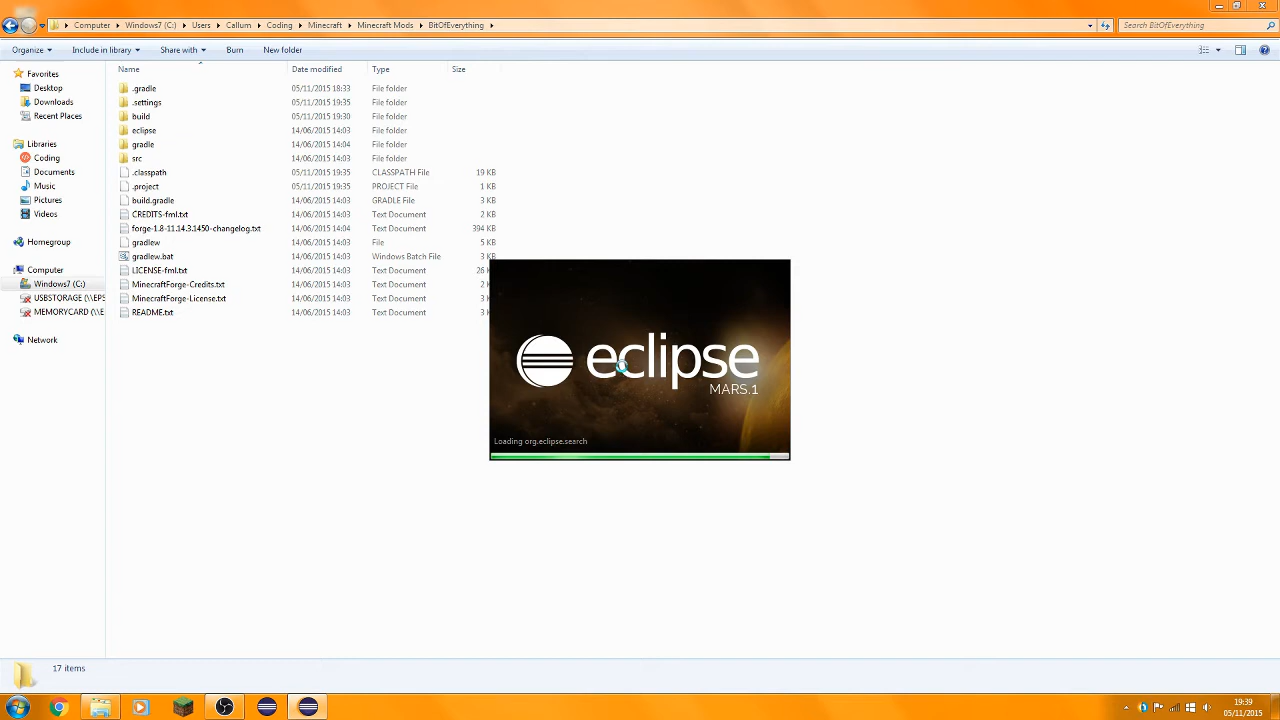 Computer ▸ Windows7 (C:) ▸ Users ▸ Callum ▸ Coding ▸ Minecraft ▸ Minecraft Mods ▸ BitOfEverything ▸
Search BitOfEverything
Organize ▾ Include in library ▾ Share with ▾ Burn New folder
Name Date modified Type Size
Favorites
Desktop
Downloads
Recent Places
Libraries
Coding
Documents
Music
Pictures
Videos
Homegroup
Computer
Windows7 (C:)
USBSTORAGE (\\EPS
MEMORYCARD (\\E
Network
.gradle 05/11/2015 18:33 File folder
.settings 05/11/2015 19:35 File folder
build 05/11/2015 19:30 File folder
eclipse 14/06/2015 14:03 File folder
gradle 14/06/2015 14:04 File folder
src 14/06/2015 14:03 File folder
.classpath 05/11/2015 19:35 CLASSPATH File 19 KB
.project 05/11/2015 19:35 PROJECT File 1 KB
build.gradle 14/06/2015 14:03 GRADLE File 3 KB
CREDITS-fml.txt 14/06/2015 14:03 Text Document 2 KB
forge-1.8-11.14.3.1450-changelog.txt 14/06/2015 14:04 Text Document 394 KB
gradlew 14/06/2015 14:03 File 5 KB
gradlew.bat 14/06/2015 14:03 Windows Batch File 3 KB
LICENSE-fml.txt 14/06/2015 14:03 Text Document 26
MinecraftForge-Credits.txt 14/06/2015 14:03 Text Document 2
MinecraftForge-License.txt 14/06/2015 14:03 Text Document 3
README.txt 14/06/2015 14:03 Text Document 3
eclipse
MARS.1
Loading org.eclipse.search
17 items
19:39
05/11/2015